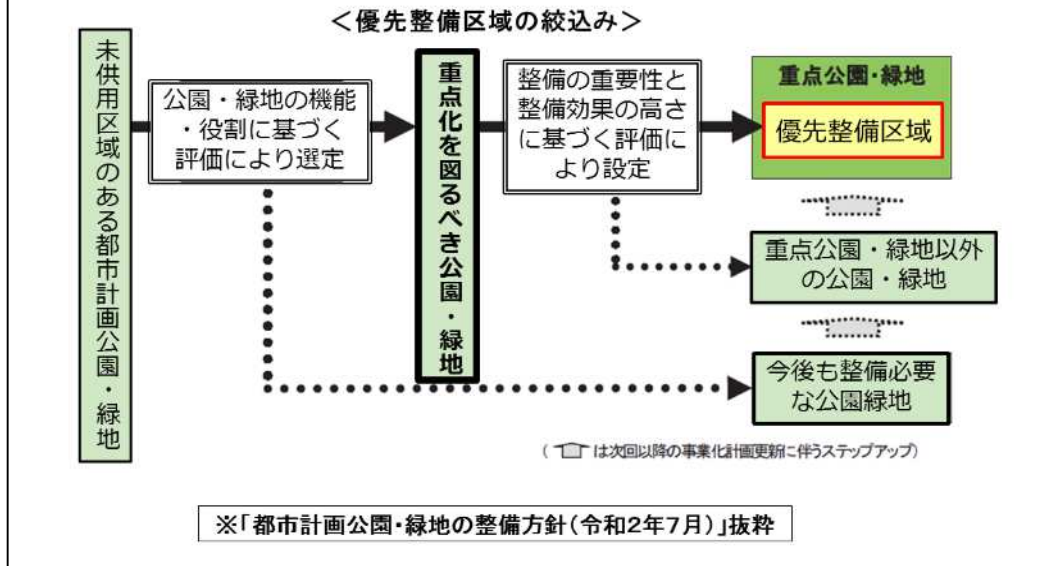 ＜優先整備区域の絞込み＞
未供用区域のある都市計画公園・緑地
公園・緑地の機能
・役割に基づく
評価により選定
重点化を図るべき公園・緑地
整備の重要性と
整備効果の高さ
に基づく評価に
より設定
重点公園・緑地
優先整備区域
重点公園・緑地以外
の公園・緑地
今後も整備必要
な公園緑地
（ は次回以降の事業化計画更新に伴うステップアップ）
※「都市計画公園・緑地の整備方針（令和2年7月）」抜粋